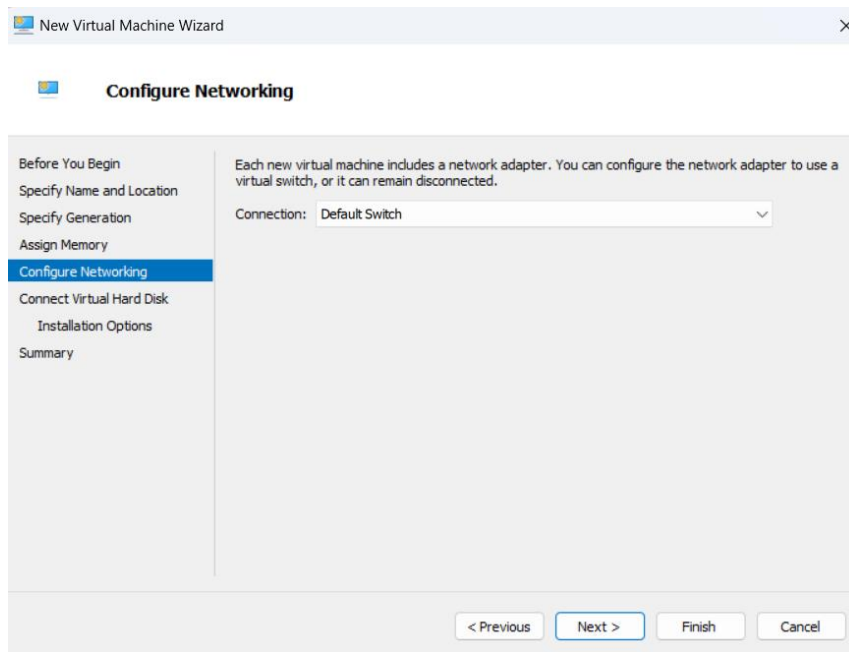 New Virtual Machine Wizard
Configure Networking
Before You Begin
Specify Name and Location
Specify Generation
Assign Memory
Configure Networking
Connect Virtual Hard Disk
Installation Options
Summary
Each new virtual machine includes a network adapter. You can configure the network adapter to use a
virtual switch, or it can remain disconnected.
Connection: Default Switch
< Previous Next > Finish Cancel